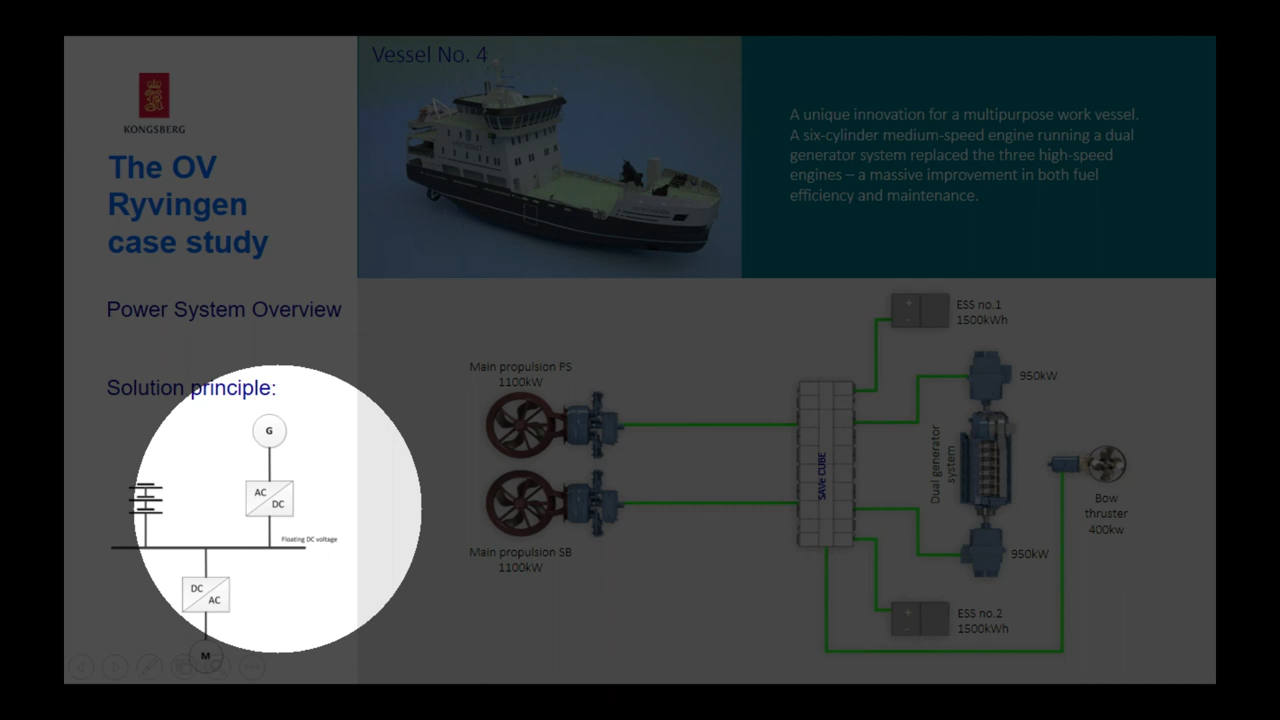 KONGSBERG
The OV
Ryvingen
case study
Power System Overview
Solution principle:
G
AC
DC
Floating DC voltage
DC
AC
M
Vessel No. 4
A unique innovation for a multipurpose work vessel.
A six-cylinder medium-speed engine running a dual
generator system replaced the three high-speed
engines – a massive improvement in both fuel
efficiency and maintenance.
Main propulsion PS
1100kW
Main propulsion SB
1100kW
SAVe CUBE
ESS no.1
1500kWh
950kW
Dual generator
system
950kW
ESS no.2
1500kWh
Bow
thruster
400kw